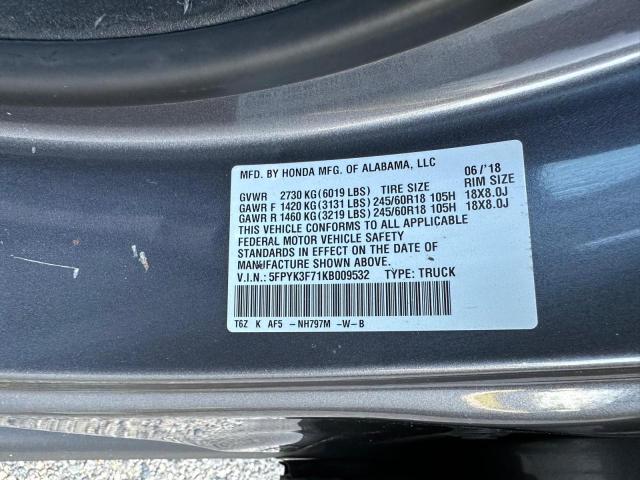 MFD. BY HONDA MFG. OF ALABAMA, LLC 06/'18
GVWR 2730 KG (6019 LBS) TIRE SIZE RIM SIZE
GAWR F 1420 KG (3131 LBS) 245/60R18 105H 18X8.0J
GAWR R 1460 KG (3219 LBS) 245/60R18 105H 18X8.0J
THIS VEHICLE CONFORMS TO ALL APPLICABLE
FEDERAL MOTOR VEHICLE SAFETY
STANDARDS IN EFFECT ON THE DATE OF
MANUFACTURE SHOWN ABOVE.
V.I.N.: 5FPYK3F71KB009532 TYPE: TRUCK
T6Z K AF5 -NH797M -W-B